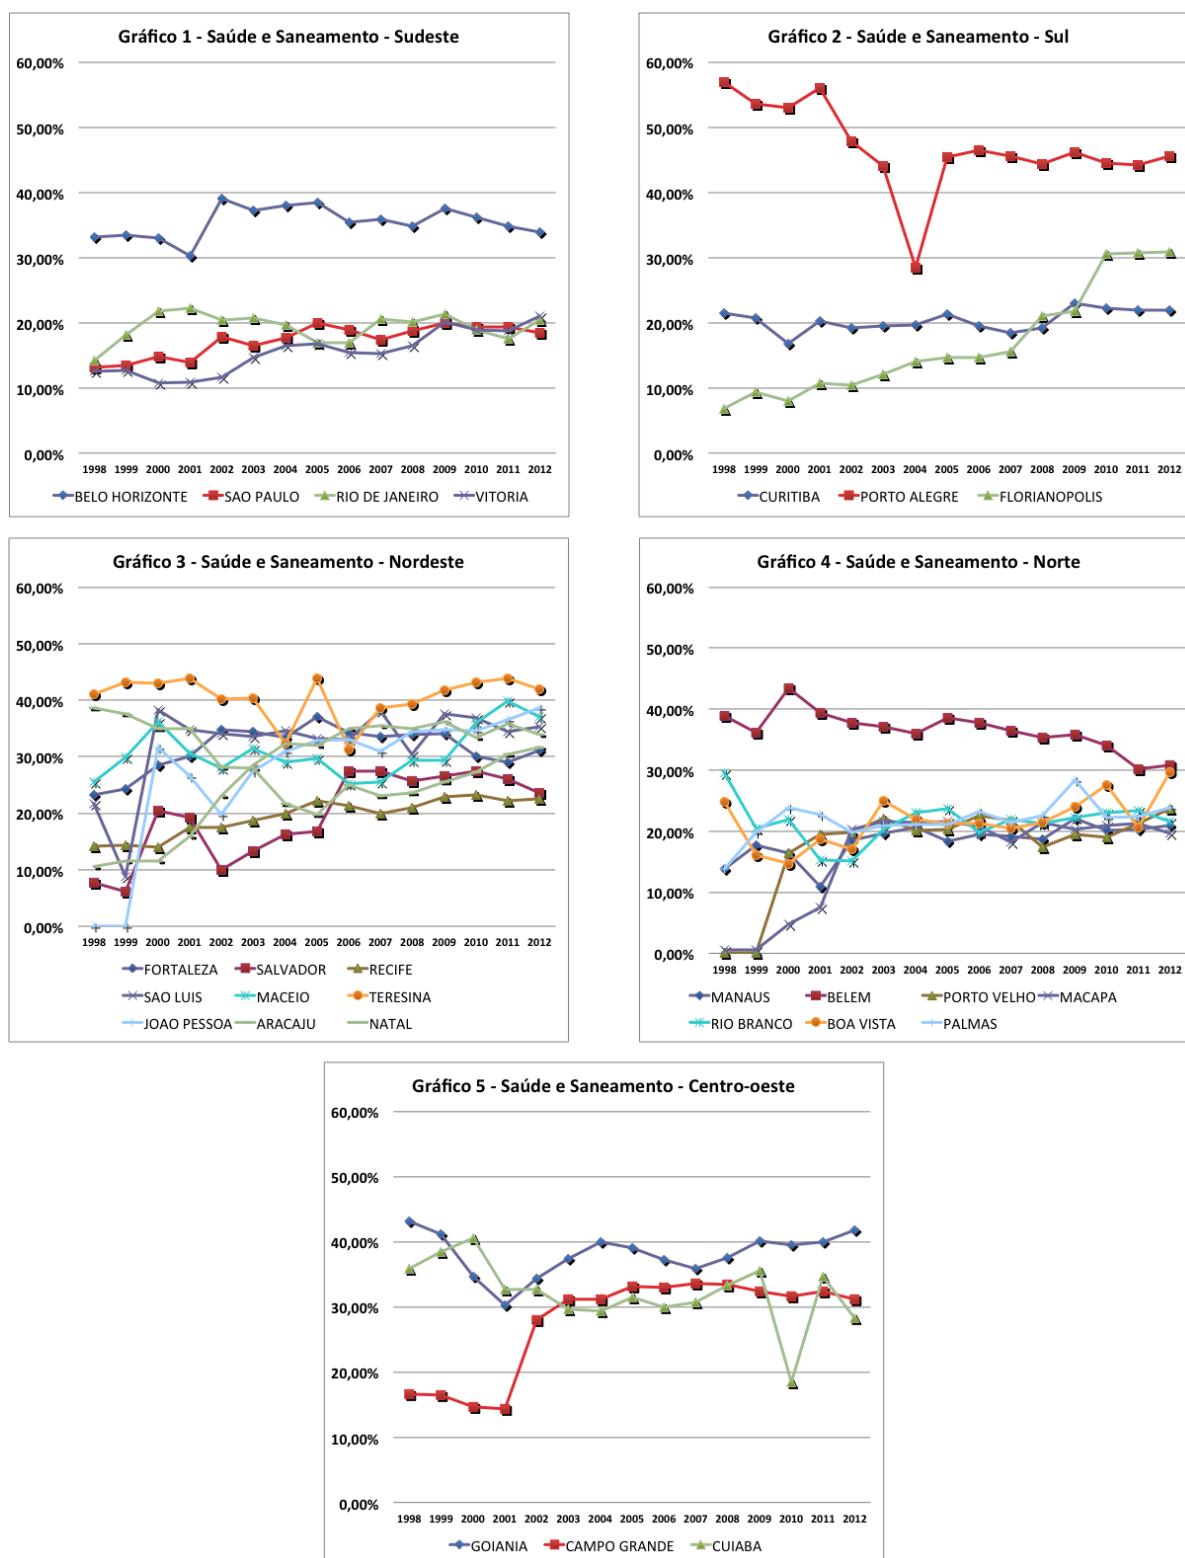 Gráfico 1 - Saúde e Saneamento - Sudeste
60,00%
50,00%
40,00%
30,00%
20,00%
10,00%
0,00%
1998 1999 2000 2001 2002 2003 2004 2005 2006 2007 2008 2009 2010 2011 2012
BELO HORIZONTE SAO PAULO RIO DE JANEIRO VITORIA
Gráfico 2 - Saúde e Saneamento - Sul
60,00%
50,00%
40,00%
30,00%
20,00%
10,00%
0,00%
1998 1999 2000 2001 2002 2003 2004 2005 2006 2007 2008 2009 2010 2011 2012
CURITIBA PORTO ALEGRE FLORIANOPOLIS
Gráfico 3 - Saúde e Saneamento - Nordeste
60,00%
50,00%
40,00%
30,00%
20,00%
10,00%
0,00%
1998 1999 2000 2001 2002 2003 2004 2005 2006 2007 2008 2009 2010 2011 2012
FORTALEZA SALVADOR RECIFE
SAO LUIS MACEIO TERESINA
JOAO PESSOA ARACAJU NATAL
Gráfico 4 - Saúde e Saneamento - Norte
60,00%
50,00%
40,00%
30,00%
20,00%
10,00%
0,00%
1998 1999 2000 2001 2002 2003 2004 2005 2006 2007 2008 2009 2010 2011 2012
MANAUS BELEM PORTO VELHO MACAPA
RIO BRANCO BOA VISTA PALMAS
Gráfico 5 - Saúde e Saneamento - Centro-oeste
60,00%
50,00%
40,00%
30,00%
20,00%
10,00%
0,00%
1998 1999 2000 2001 2002 2003 2004 2005 2006 2007 2008 2009 2010 2011 2012
GOIANIA CAMPO GRANDE CUIABA